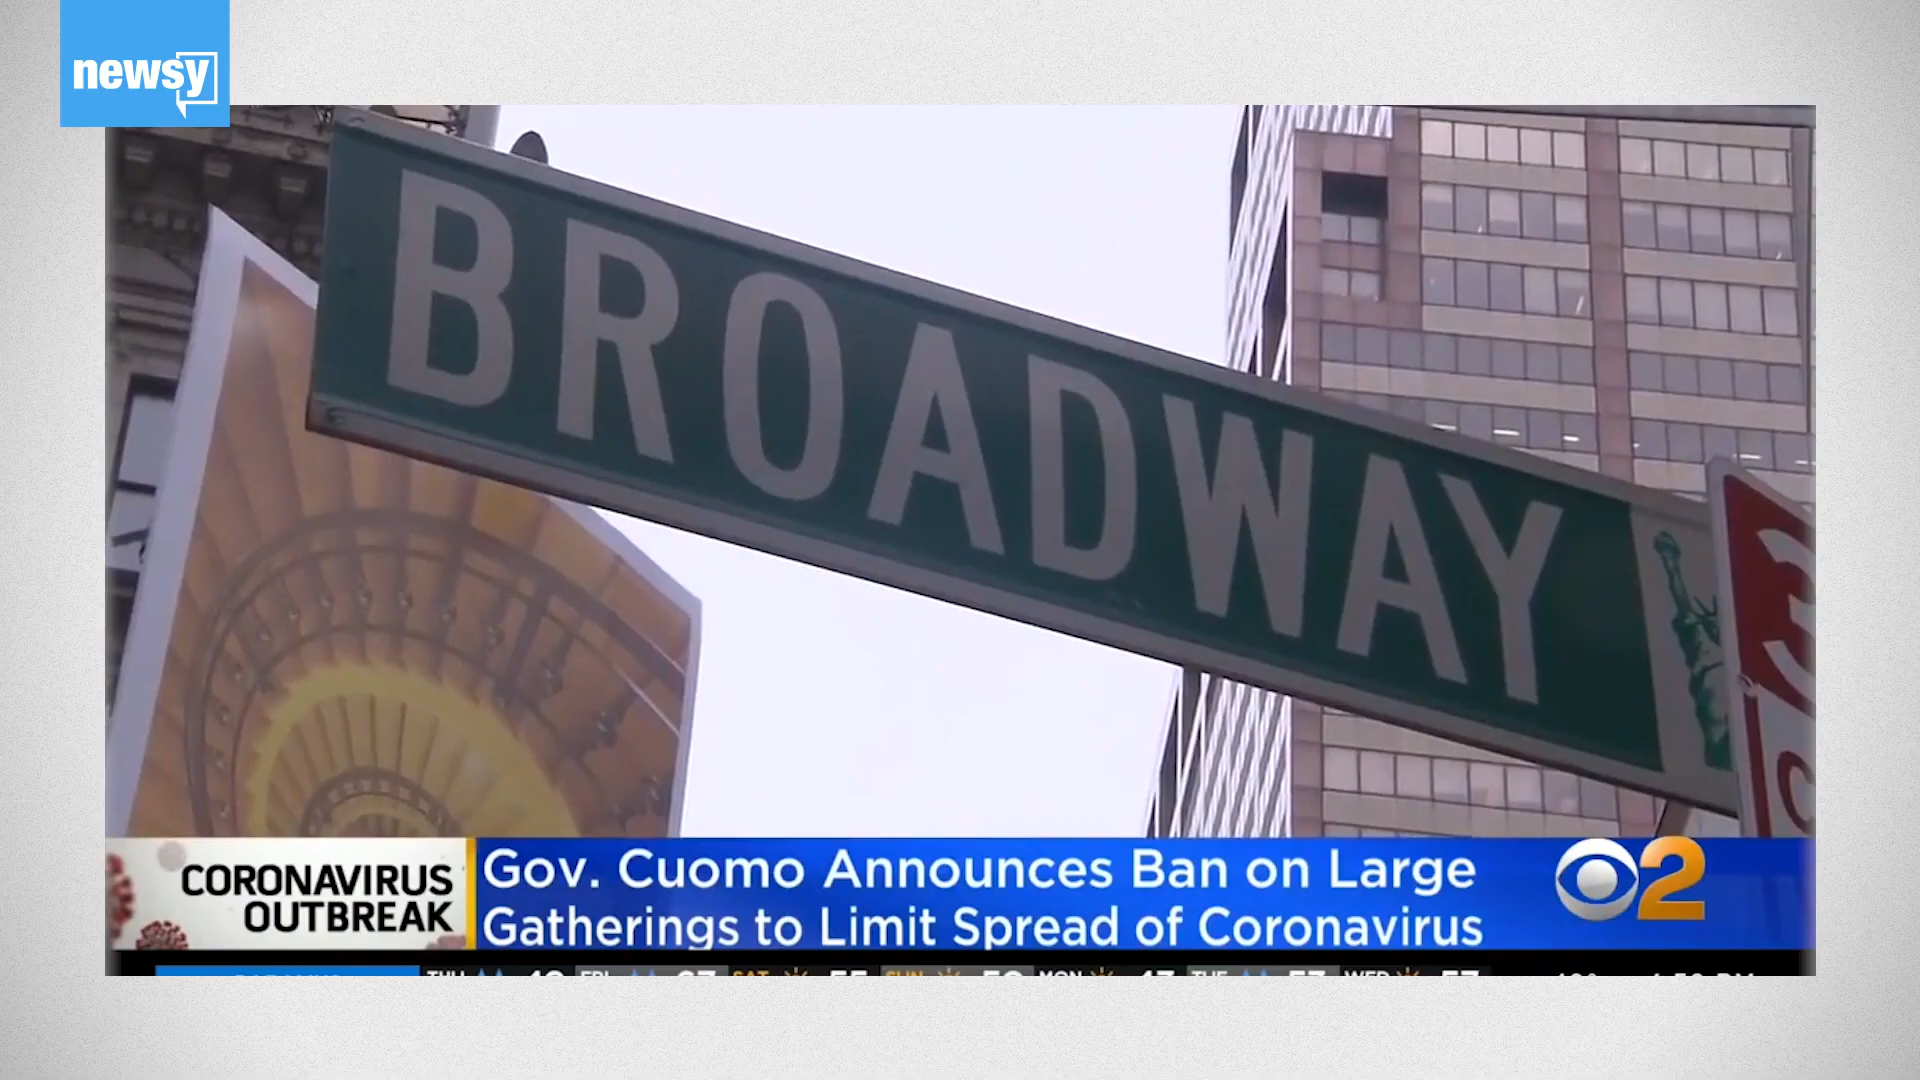 newsy
BROADWAY
CORONAVIRUS
OUTBREAK
Gov. Cuomo Announces Ban on Large
Gatherings to Limit Spread of Coronavirus
2